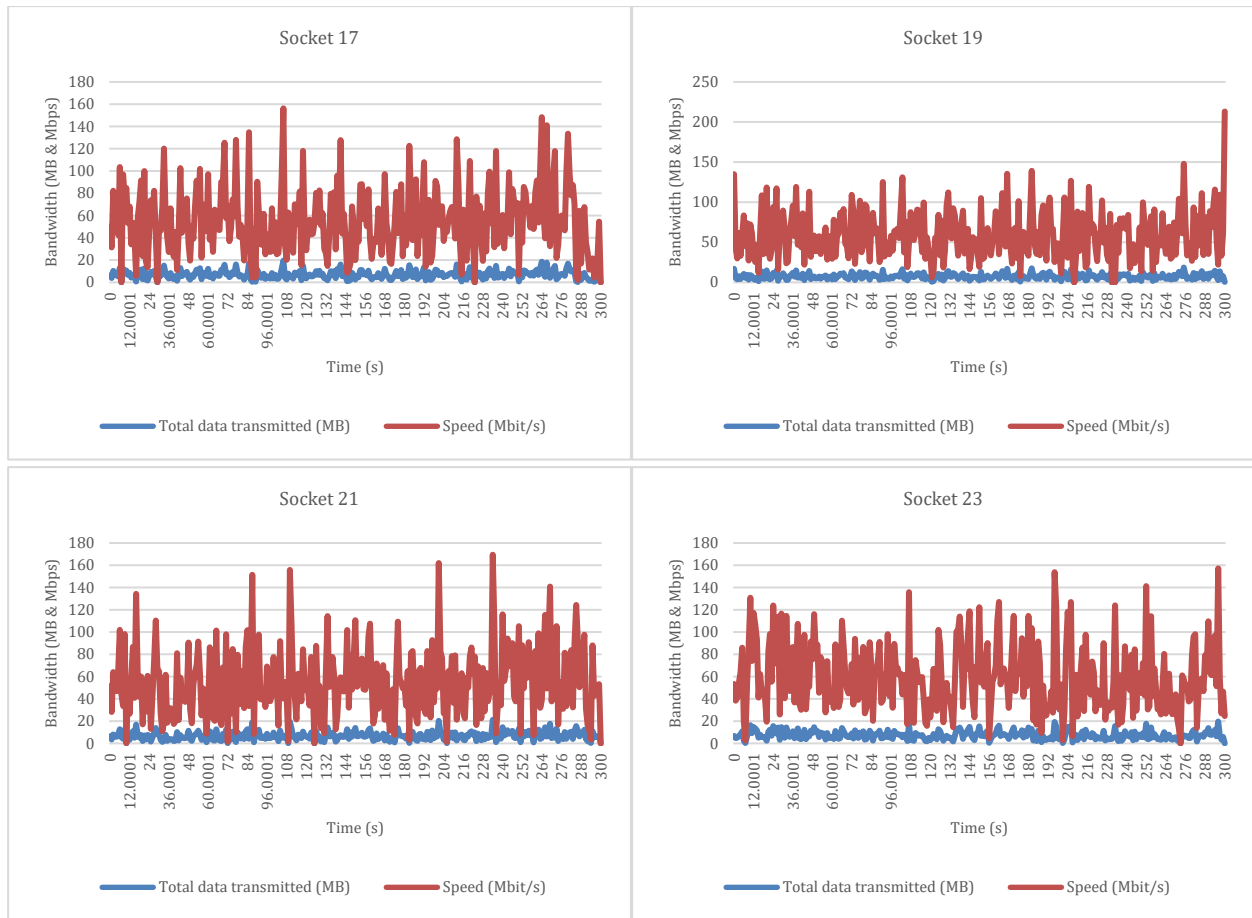 Socket 17
Bandwidth (MB & Mbps)
180
160
140
120
100
80
60
40
20
0
0 12.0001 24 36.0001 48 60.0001 72 84 96.0001 108 120 132 144 156 168 180 192 204 216 228 240 252 264 276 288 300
Time (s)
Total data transmitted (MB) Speed (Mbit/s)
Socket 19
Bandwidth (MB & Mbps)
250
200
150
100
50
0
0 12.0001 24 36.0001 48 60.0001 72 84 96.0001 108 120 132 144 156 168 180 192 204 216 228 240 252 264 276 288 300
Time (s)
Total data transmitted (MB) Speed (Mbit/s)
Socket 21
Bandwidth (MB & Mbps)
180
160
140
120
100
80
60
40
20
0
0 12.0001 24 36.0001 48 60.0001 72 84 96.0001 108 120 132 144 156 168 180 192 204 216 228 240 252 264 276 288 300
Time (s)
Total data transmitted (MB) Speed (Mbit/s)
Socket 23
Bandwidth (MB & Mbps)
180
160
140
120
100
80
60
40
20
0
0 12.0001 24 36.0001 48 60.0001 72 84 96.0001 108 120 132 144 156 168 180 192 204 216 228 240 252 264 276 288 300
Time (s)
Total data transmitted (MB) Speed (Mbit/s)